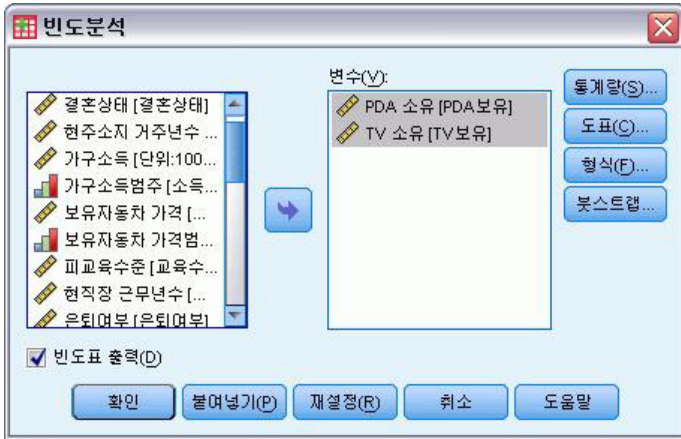 빈도분석
변수(V):
결혼상태 [결혼상태]
현주소지 거주년수 ...
가구소득 [단위:100...
가구소득범주 [소득...
보유자동차 가격 [...
보유자동차 가격범...
피교육수준 [교육수...
현직장 근무년수 [...
은퇴여부 [은퇴여부]
PDA 소유 [PDA보유]
TV 소유 [TV보유]
통계량(S)...
도표(C)...
형식(F)...
붓스트랩...
빈도표 출력(D)
확인
붙여넣기(P)
재설정(R)
취소
도움말